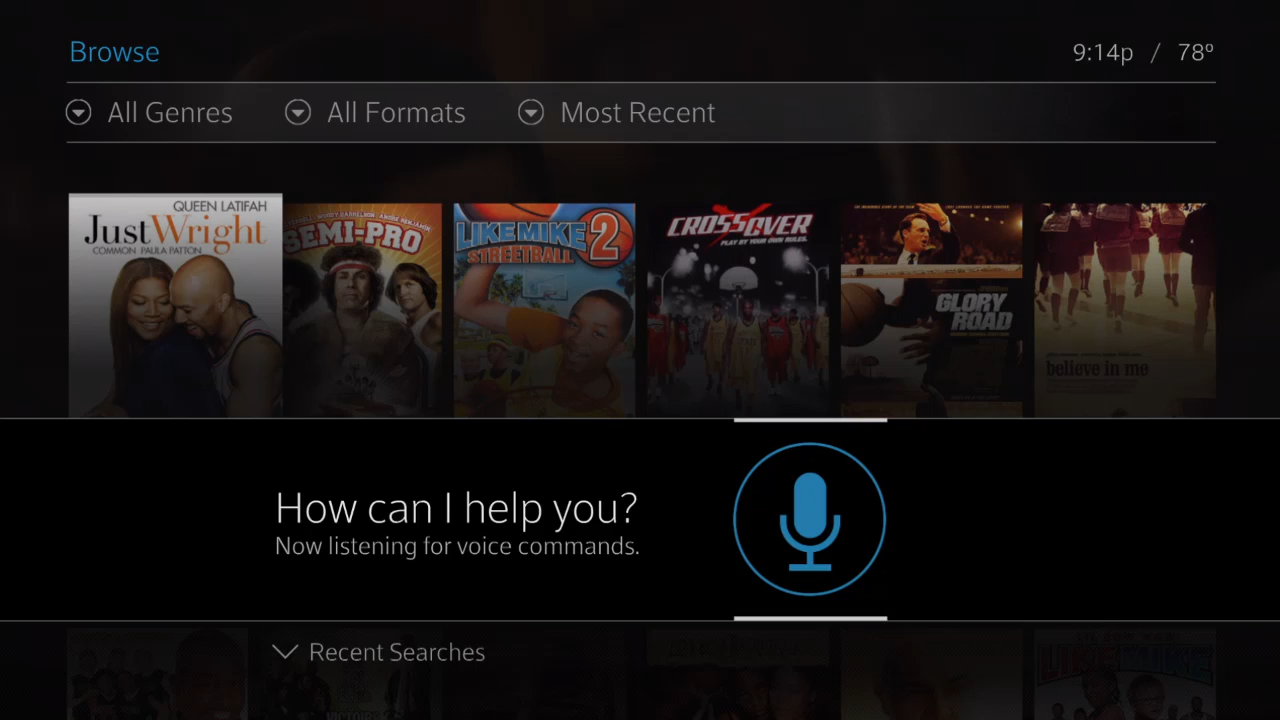 Browse
9:14p / 78º
All Genres
All Formats
Most Recent
QUEEN LATIFAH
JustWright
COMMON PAULA PATTON
SEMI-PRO
LIKE MIKE 2
STREETBALL
CROSSOVER
PLAY BY YOUR OWN RULES.
GLORY
ROAD
believe in me
How can I help you?
Now listening for voice commands.
Recent Searches